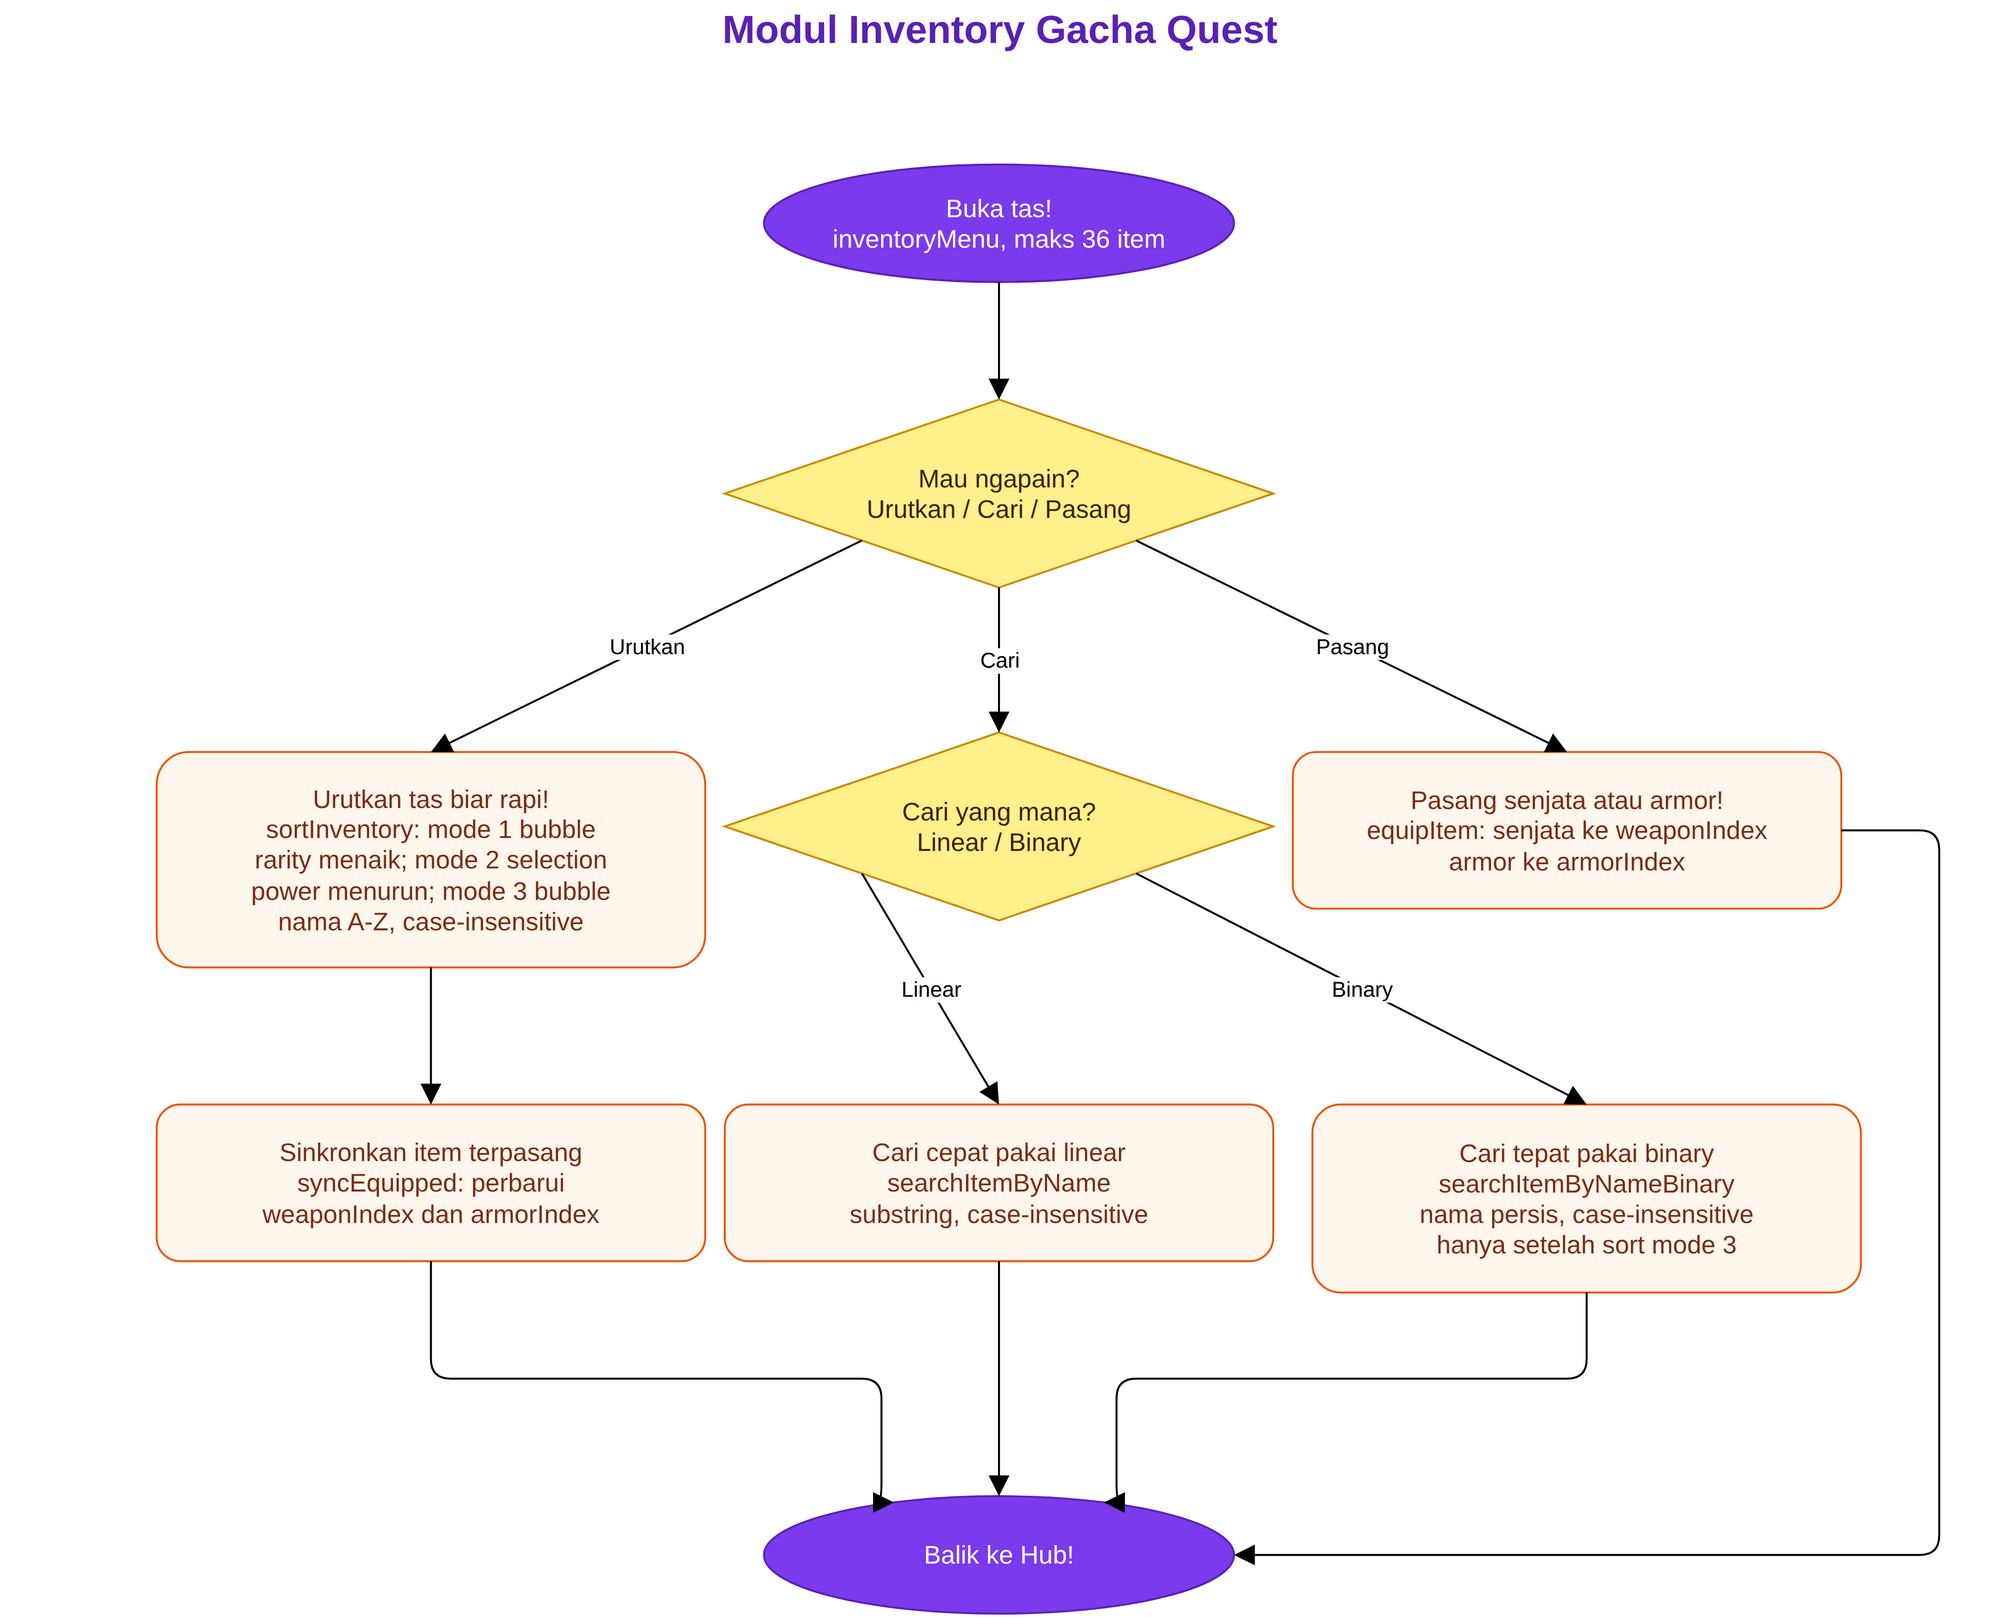 Modul Inventory Gacha Quest
Buka tas!
inventoryMenu, maks 36 item
Mau ngapain?
Urutkan / Cari / Pasang
Urutkan
Cari
Pasang
Urutkan tas biar rapi!
sortInventory: mode 1 bubble
rarity menaik; mode 2 selection
power menurun; mode 3 bubble
nama A-Z, case-insensitive
Cari yang mana?
Linear / Binary
Pasang senjata atau armor!
equipItem: senjata ke weaponIndex
armor ke armorIndex
Linear
Binary
Sinkronkan item terpasang
syncEquipped: perbarui
weaponIndex dan armorIndex
Cari cepat pakai linear
searchItemByName
substring, case-insensitive
Cari tepat pakai binary
searchItemByNameBinary
nama persis, case-insensitive
hanya setelah sort mode 3
Balik ke Hub!